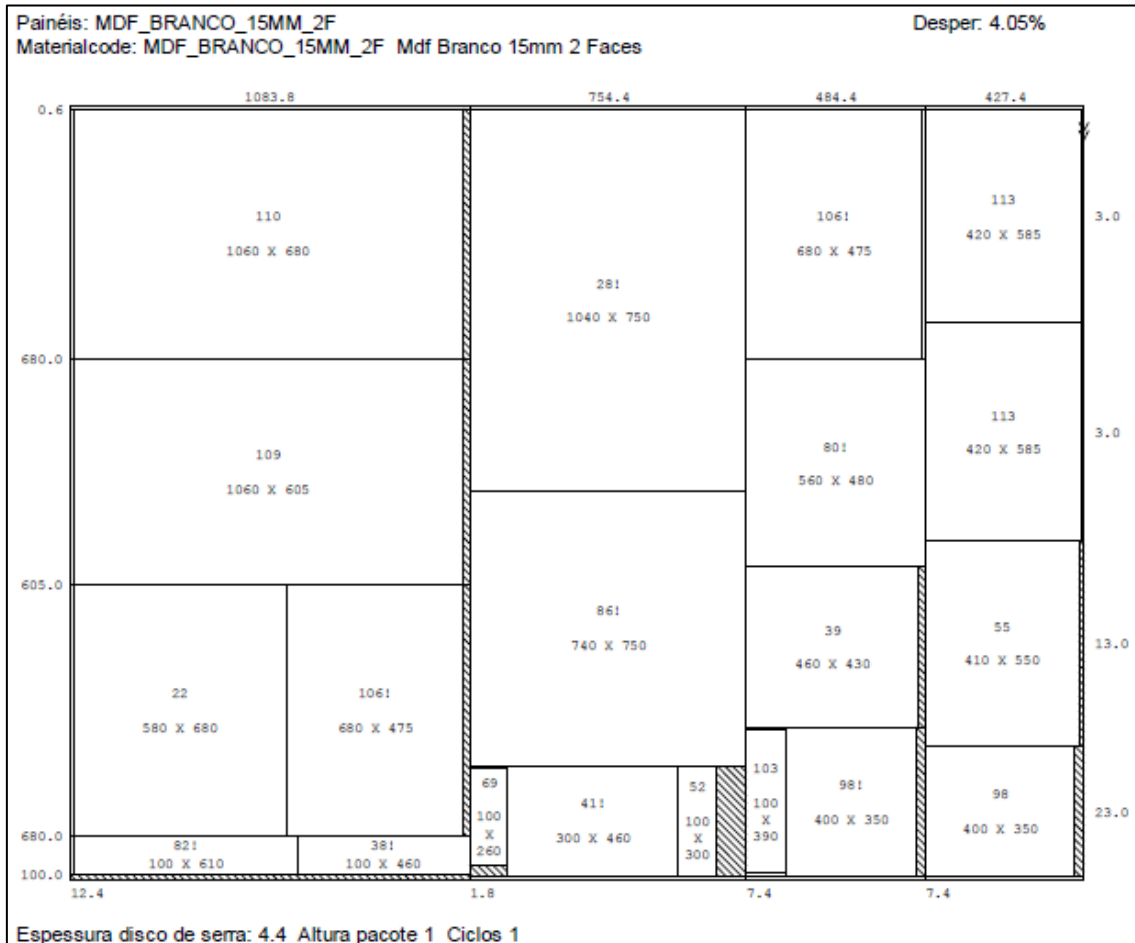 Painéis: MDF_BRANCO_15MM_2F Desper: 4.05%
Materialcode: MDF_BRANCO_15MM_2F Mdf Branco 15mm 2 Faces
1083.8 754.4 484.4 427.4
0.6
110
1060 X 680
28!
1040 X 750
106!
680 X 475
113
420 X 585
3.0
680.0
109
1060 X 605
80!
560 X 480
113
420 X 585
3.0
605.0
86!
740 X 750
39
460 X 430
55
410 X 550
13.0
22
580 X 680
106!
680 X 475
69
100
X
260
41!
300 X 460
52
100
X
300
103
100
X
390
98!
400 X 350
98
400 X 350
23.0
680.0
82!
100 X 610
38!
100 X 460
100.0
12.4 1.8 7.4 7.4
Espessura disco de serra: 4.4 Altura pacote 1 Ciclos 1